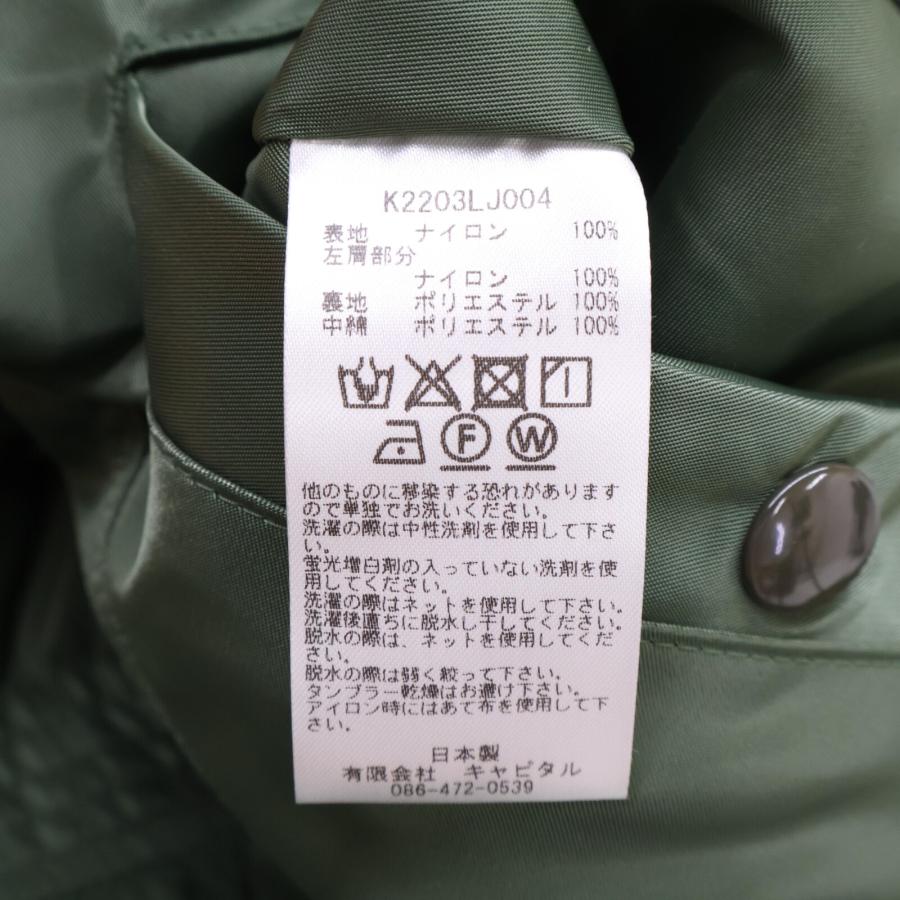 K2203LJ004
表地 ナイロン 100%
左肩部分
ナイロン 100%
裏地 ポリエステル 100%
中綿 ポリエステル 100%
F W
他のものに移染する恐れがあります
ので単独でお洗いください。
洗濯の際は中性洗剤を使用して下さ
い。
蛍光増白剤の入っていない洗剤を使
用してください。
洗濯の際はネットを使用して下さい。
洗濯後直ちに脱水し干してください。
脱水の際は、ネットを使用してくだ
さい。
脱水の際は弱く絞って下さい。
タンブラー乾燥はお避け下さい。
アイロン時にはあて布を使用して下
さい。
日本製
有限会社 キャピタル
086-472-0539